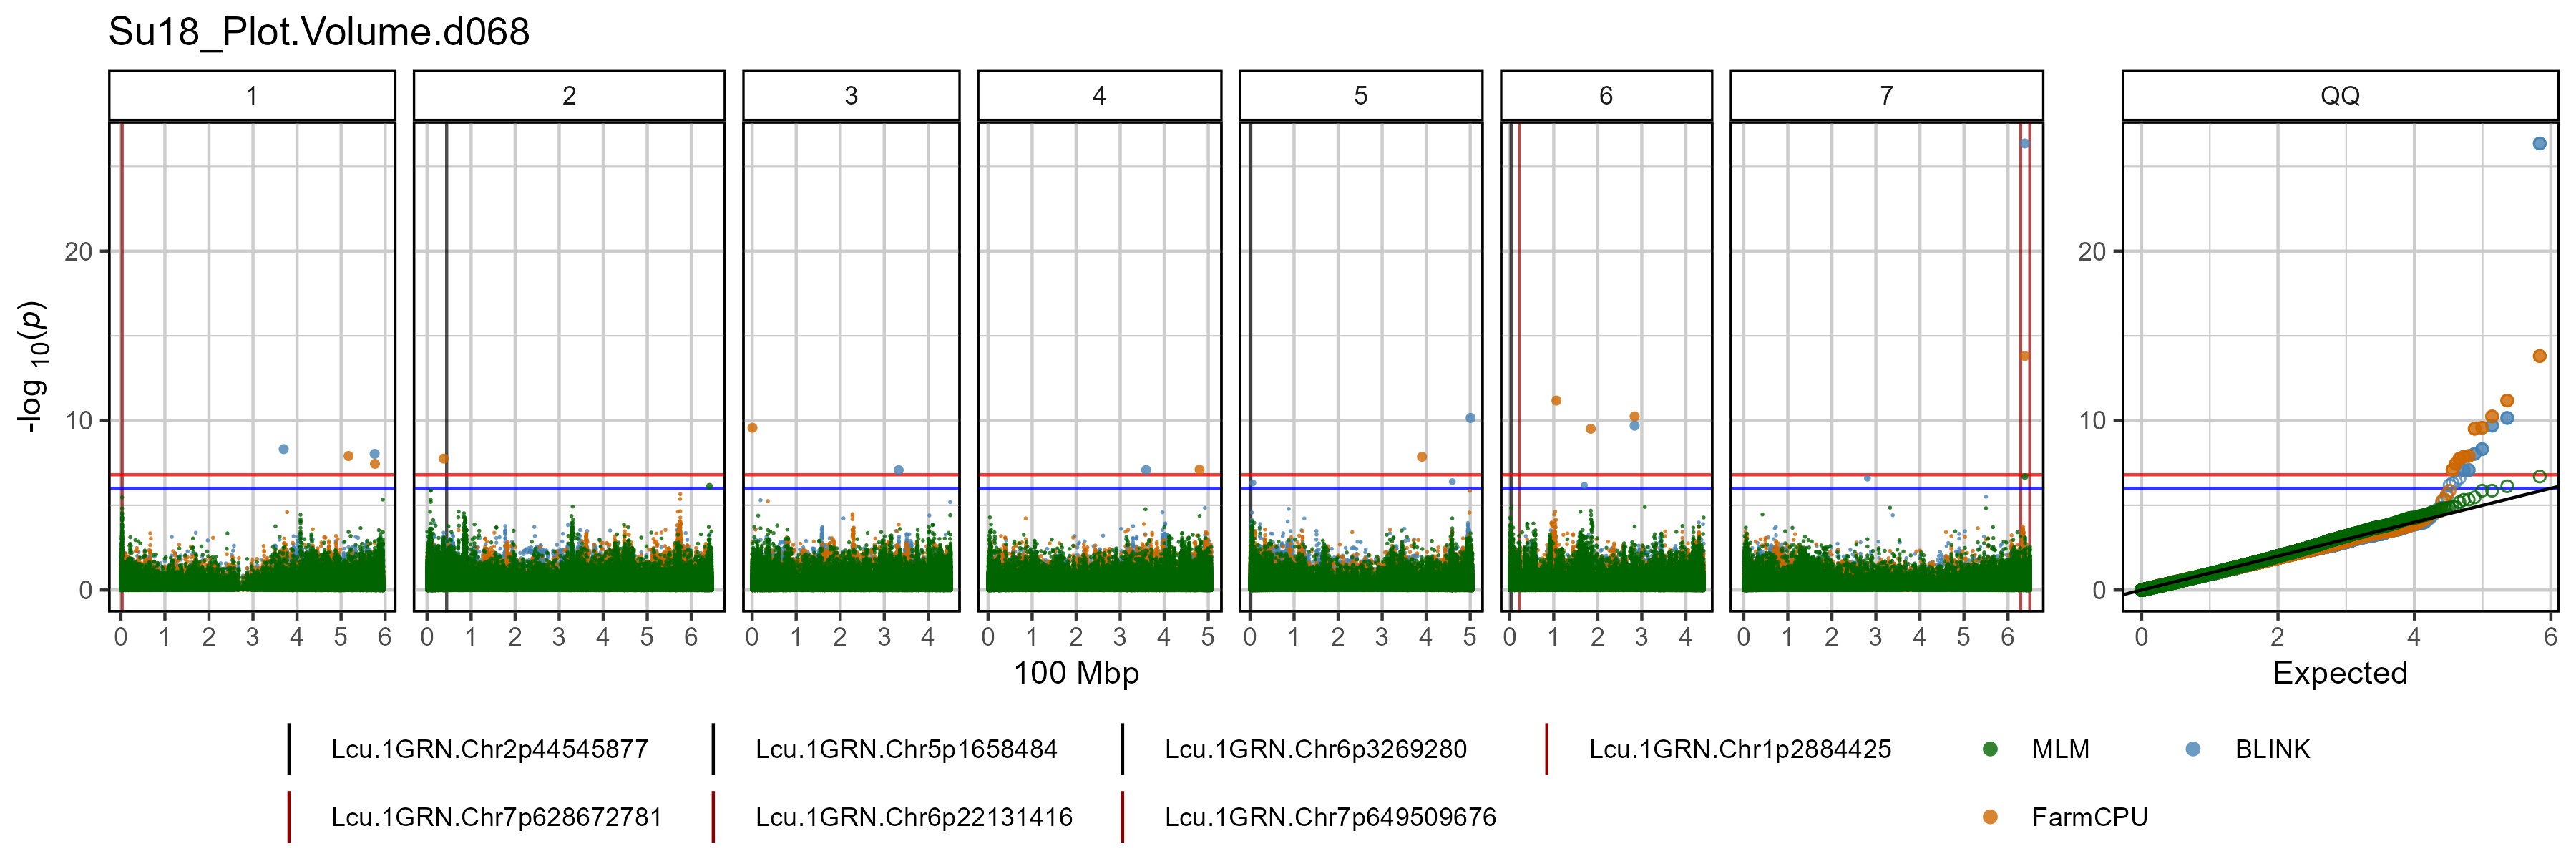 Su18_Plot.Volume.d068
1 2 3 4 5 6 7 QQ
-log 10(p)
20
10
0
20
10
0
0 1 2 3 4 5 6 0 1 2 3 4 5 6 0 1 2 3 4 0 1 2 3 4 5 0 1 2 3 4 5 0 1 2 3 4 0 1 2 3 4 5 6 0 2 4 6
100 Mbp Expected
Lcu.1GRN.Chr2p44545877 Lcu.1GRN.Chr5p1658484 Lcu.1GRN.Chr6p3269280 Lcu.1GRN.Chr1p2884425 MLM BLINK
Lcu.1GRN.Chr7p628672781 Lcu.1GRN.Chr6p22131416 Lcu.1GRN.Chr7p649509676 FarmCPU